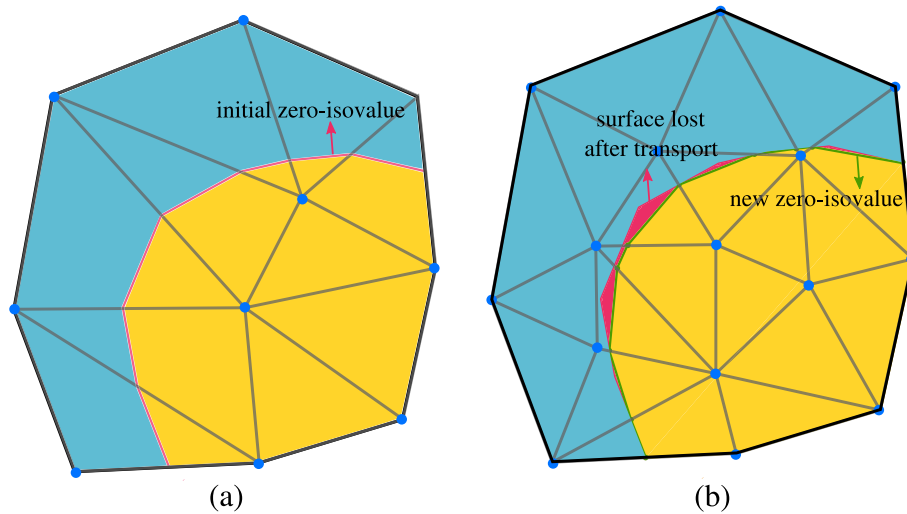 initial zero-isovalue
surface lost
after transport
new zero-isovalue
(a)
(b)